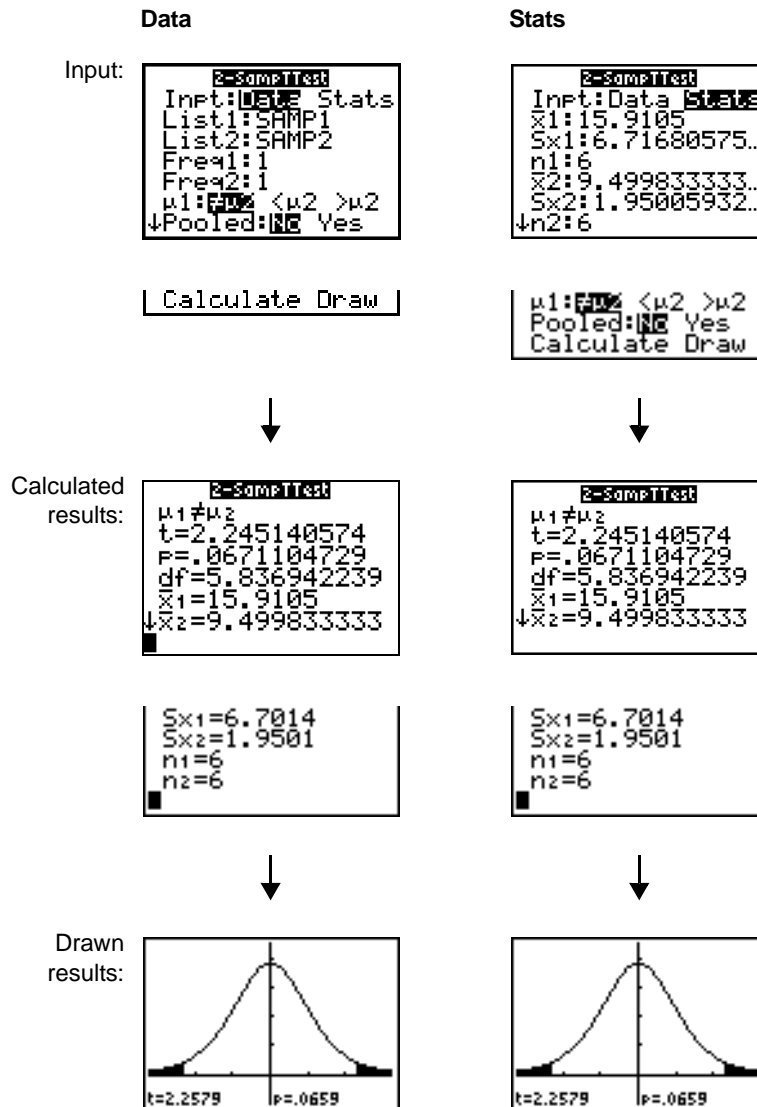 Data
Stats
Input:
2-SampTTest
Inpt:Data Stats
List1:SAMP1
List2:SAMP2
Freq1:1
Freq2:1
μ1:≠μ2 <μ2 >μ2
↓Pooled:No Yes
Calculate Draw
2-SampTTest
Inpt:Data Stats
x̄1:15.9105
Sx1:6.71680575…
n1:6
x̄2:9.499833333…
Sx2:1.95005932…
↓n2:6
μ1:≠μ2 <μ2 >μ2
Pooled:No Yes
Calculate Draw
Calculated
results:
2-SampTTest
μ1≠μ2
t=2.245140574
p=.0671104729
df=5.836942239
x̄1=15.9105
↓x̄2=9.499833333
Sx1=6.7014
Sx2=1.9501
n1=6
n2=6
2-SampTTest
μ1≠μ2
t=2.245140574
p=.0671104729
df=5.836942239
x̄1=15.9105
↓x̄2=9.499833333
Sx1=6.7014
Sx2=1.9501
n1=6
n2=6
Drawn
results:
t=2.2579 p=.0659
t=2.2579 p=.0659